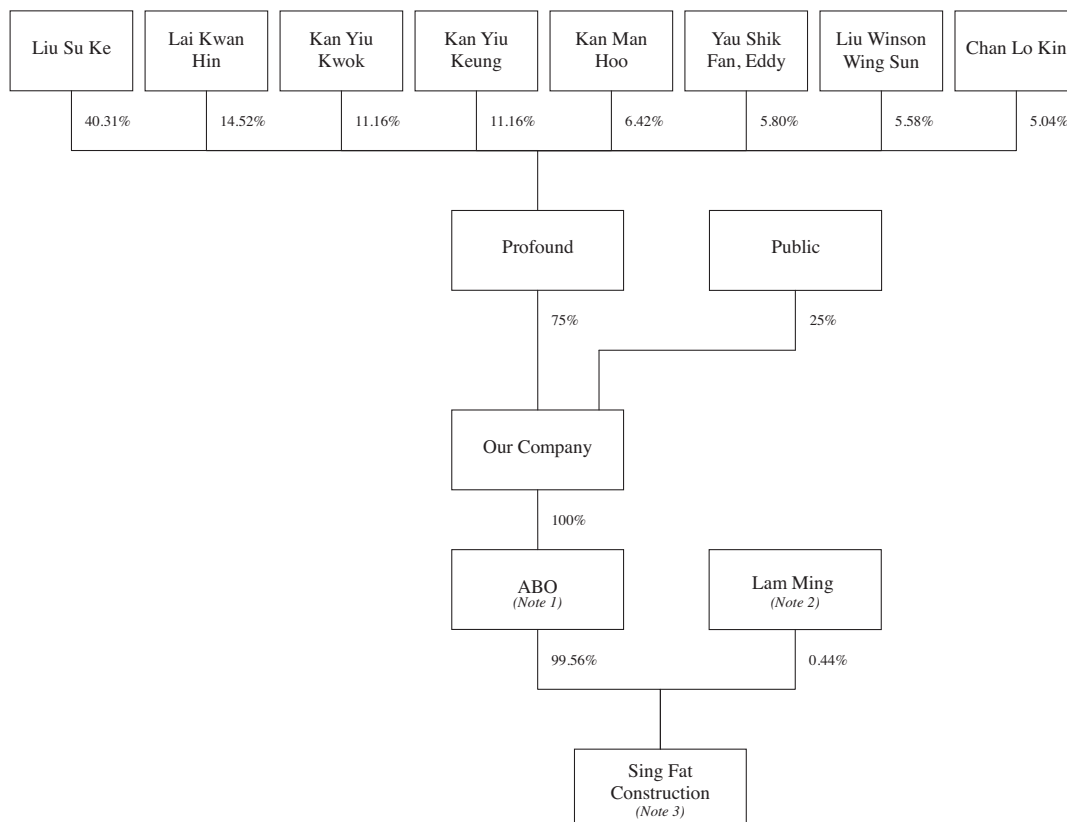 Liu Su Ke
Lai Kwan
Hin
Kan Yiu
Kwok
Kan Yiu
Keung
Kan Man
Hoo
Yau Shik
Fan, Eddy
Liu Winson
Wing Sun
Chan Lo Kin
40.31%
14.52%
11.16%
11.16%
6.42%
5.80%
5.58%
5.04%
Profound
Public
75%
25%
Our Company
100%
ABO
(Note 1)
Lam Ming
(Note 2)
99.56%
0.44%
Sing Fat
Construction
(Note 3)